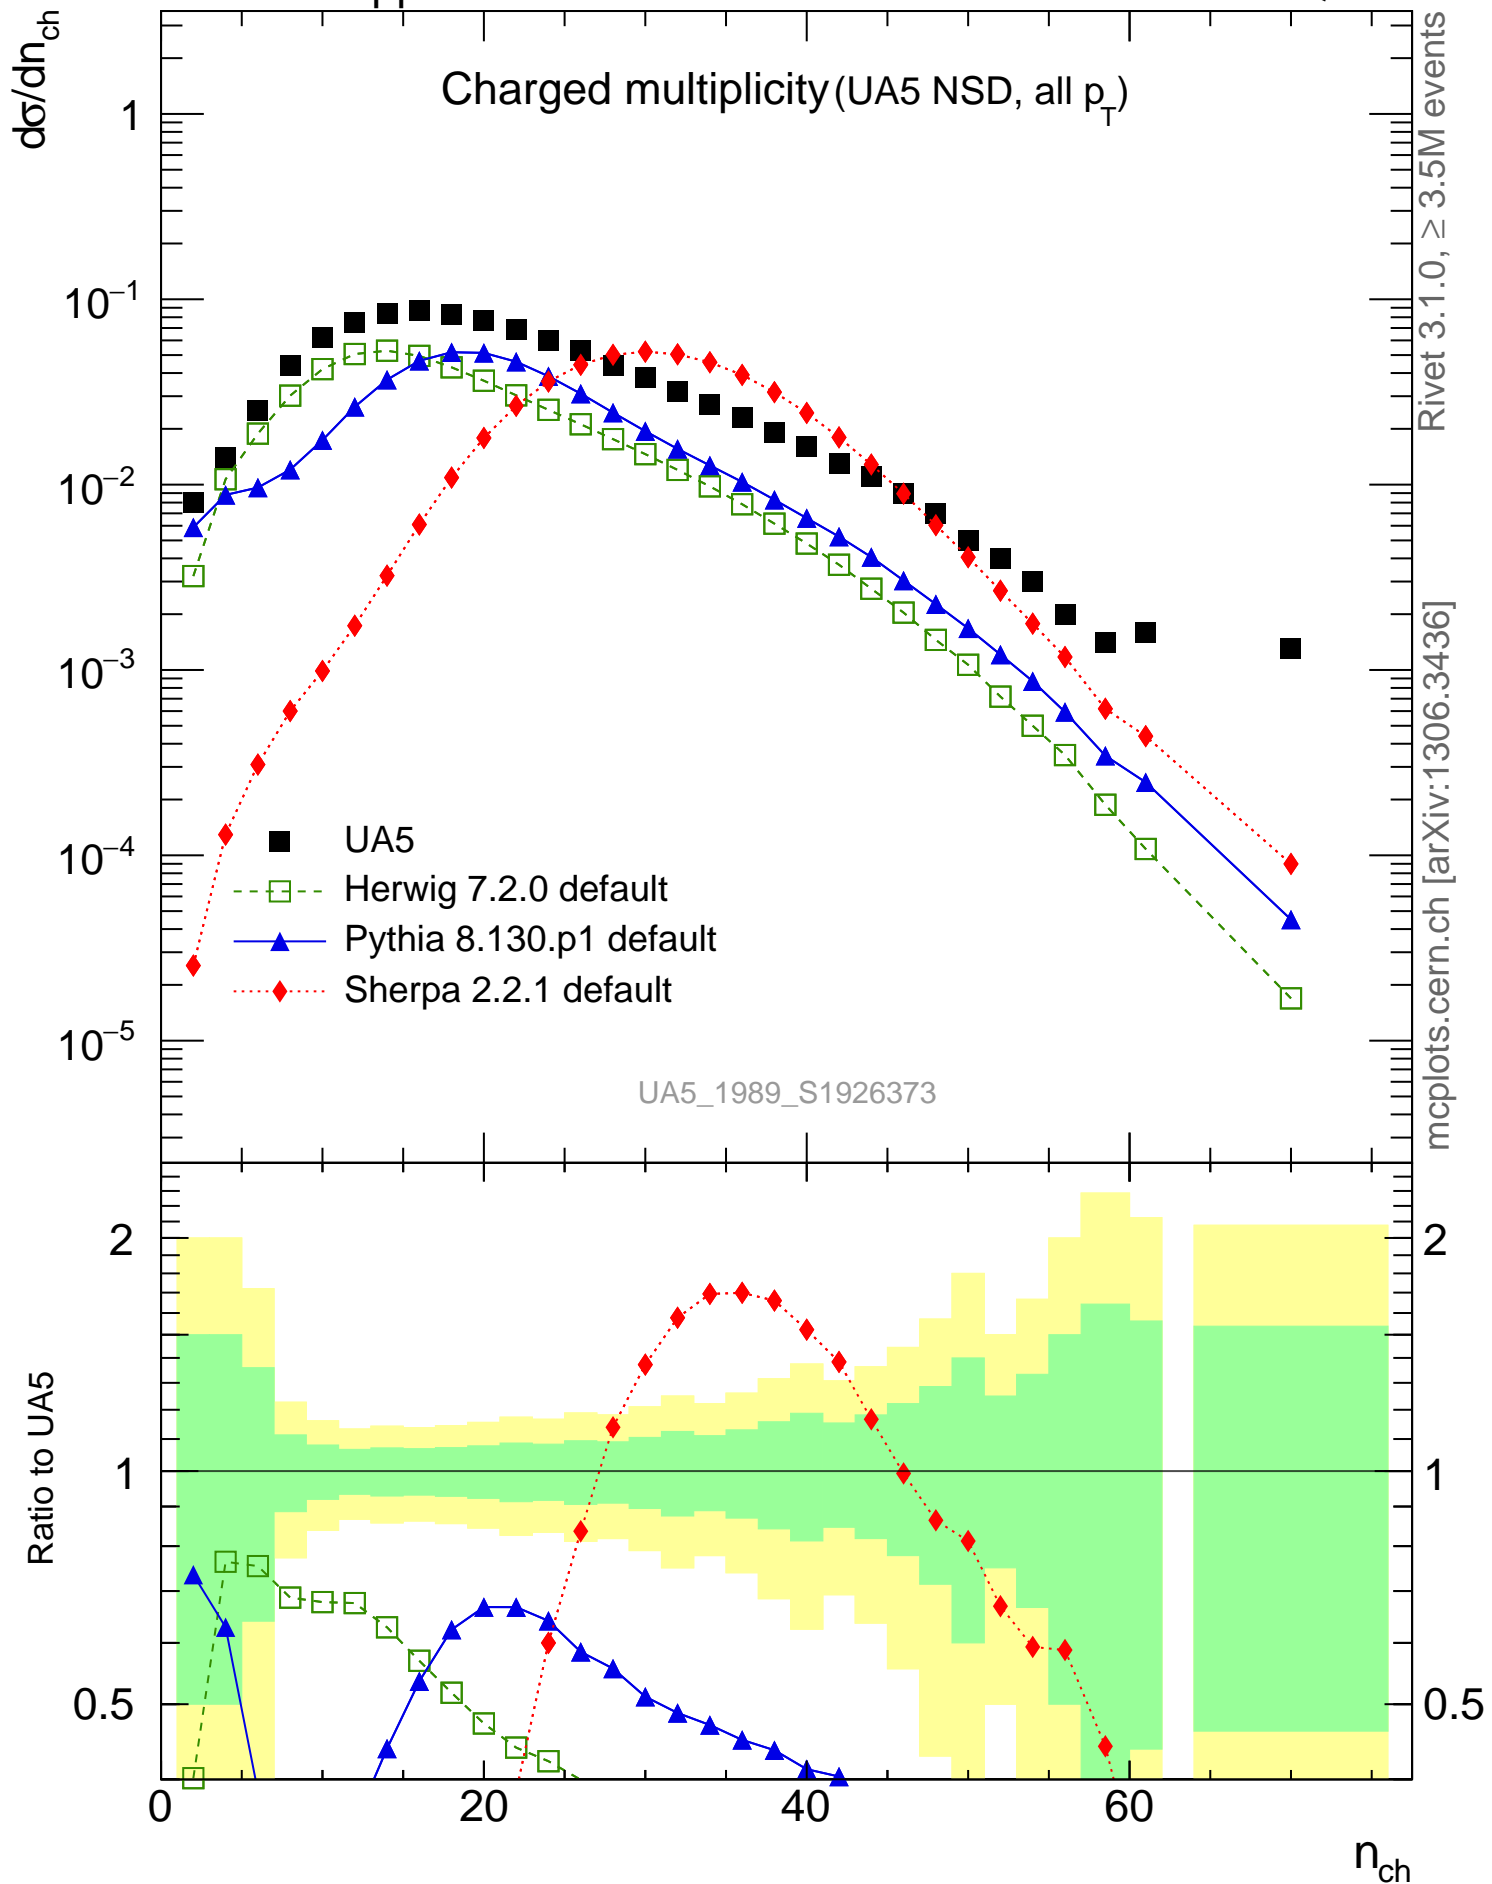 dσ/dn_ch
Charged multiplicity (UA5 NSD, all p_T)
1
10⁻¹
10⁻²
10⁻³
10⁻⁴
10⁻⁵
UA5
Herwig 7.2.0 default
Pythia 8.130.p1 default
Sherpa 2.2.1 default
UA5_1989_S1926373
Rivet 3.1.0, ≥ 3.5M events
mcplots.cern.ch [arXiv:1306.3436]
Ratio to UA5
2
1
0.5
2
1
0.5
0 20 40 60
n_ch